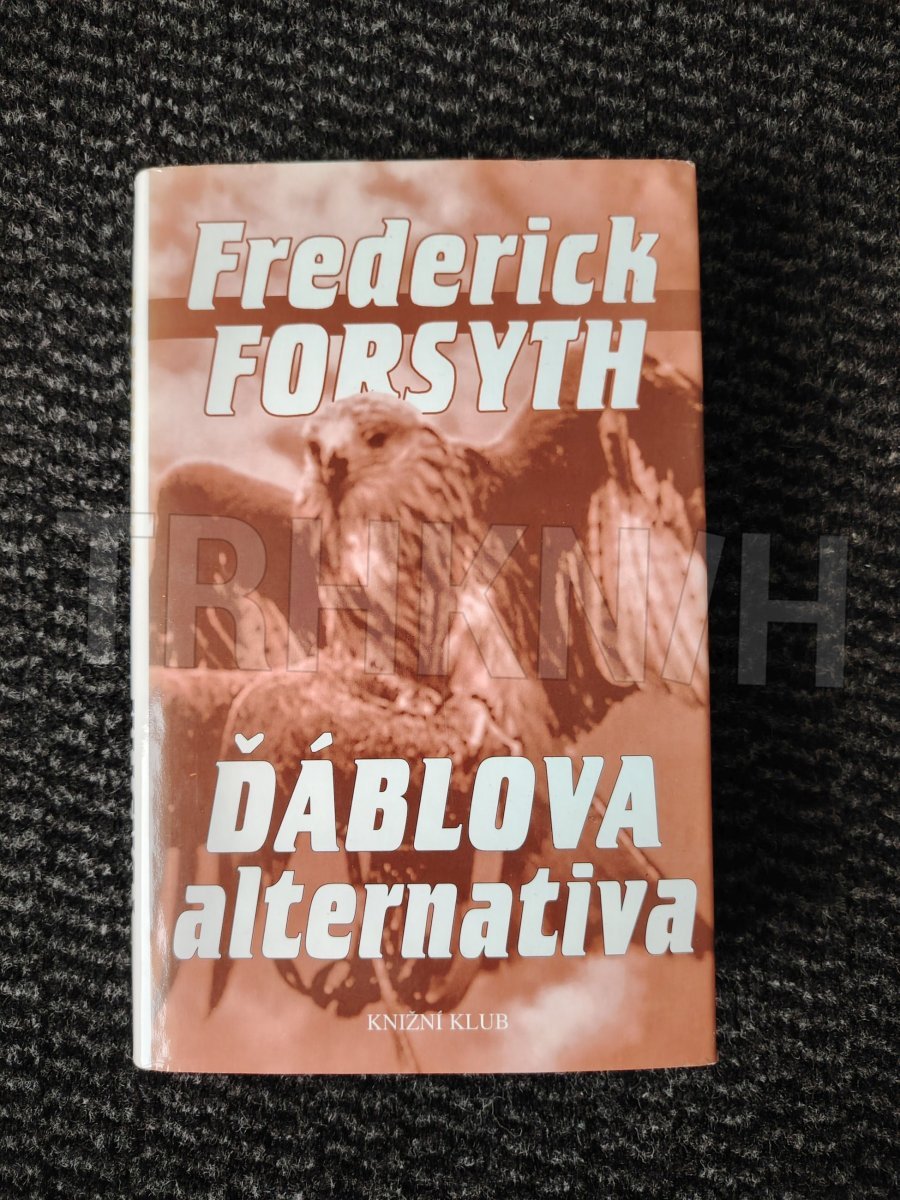 Frederick
FORSYTH
TRHKNIH
ĎÁBLOVA
alternativa
KNIŽNÍ KLUB